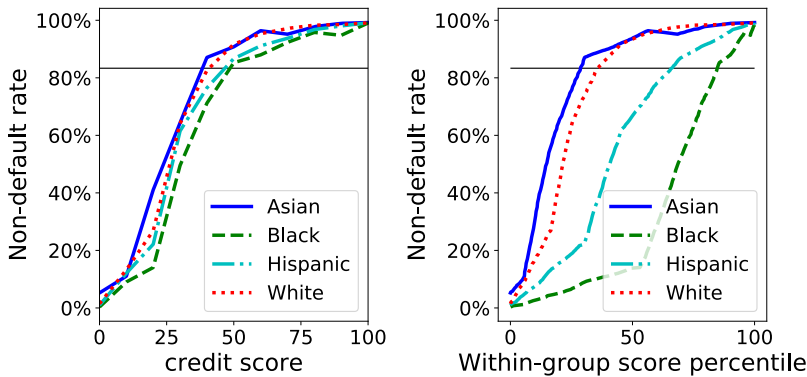 Non-default rate
100%
80%
60%
40%
20%
0%
Asian
Black
Hispanic
White
0
25
50
75
100
credit score
Non-default rate
100%
80%
60%
40%
20%
0%
Asian
Black
Hispanic
White
0
50
100
Within-group score percentile